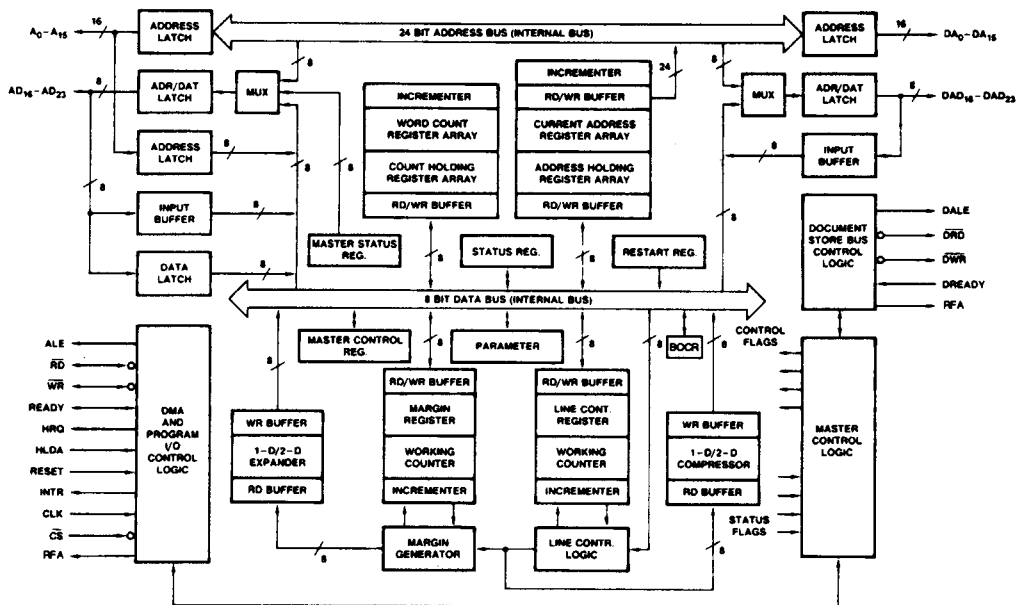 A0-A15
16
ADDRESS
LATCH
24 BIT ADDRESS BUS (INTERNAL BUS)
ADDRESS
LATCH
16
DA0-DA15
AD16-AD23
8
ADR/DAT
LATCH
MUX
8
INCREMENTER
WORD COUNT
REGISTER ARRAY
COUNT HOLDING
REGISTER ARRAY
RD/WR BUFFER
INCREMENTER
RD/WR BUFFER
CURRENT ADDRESS
REGISTER ARRAY
ADDRESS HOLDING
REGISTER ARRAY
RD/WR BUFFER
24
8
MUX
ADR/DAT
LATCH
8
DAD16-DAD23
ADDRESS
LATCH
8
8
8
8
INPUT
BUFFER
8
INPUT
BUFFER
8
DATA
LATCH
8
8
MASTER STATUS
REG.
8
STATUS REG.
8
RESTART REG.
8
DOCUMENT
STORE BUS
CONTROL
LOGIC
DALE
DRD
DWR
DREADY
RFA
8 BIT DATA BUS (INTERNAL BUS)
MASTER CONTROL
REG.
PARAMETER
BOCR
CONTROL
FLAGS
8
8
8
8
8
ALE
RD
WR
READY
HRQ
HLDA
RESET
INTR
CLK
CS
RFA
DMA
AND
PROGRAM
I/O
CONTROL
LOGIC
WR BUFFER
1-D/2-D
EXPANDER
RD BUFFER
RD/WR BUFFER
MARGIN
REGISTER
WORKING
COUNTER
INCREMENTER
RD/WR BUFFER
LINE CONT.
REGISTER
WORKING
COUNTER
INCREMENTER
WR BUFFER
1-D/2-D
COMPRESSOR
RD BUFFER
MASTER
CONTROL
LOGIC
STATUS
FLAGS
8
MARGIN
GENERATOR
LINE CONTR.
LOGIC
8